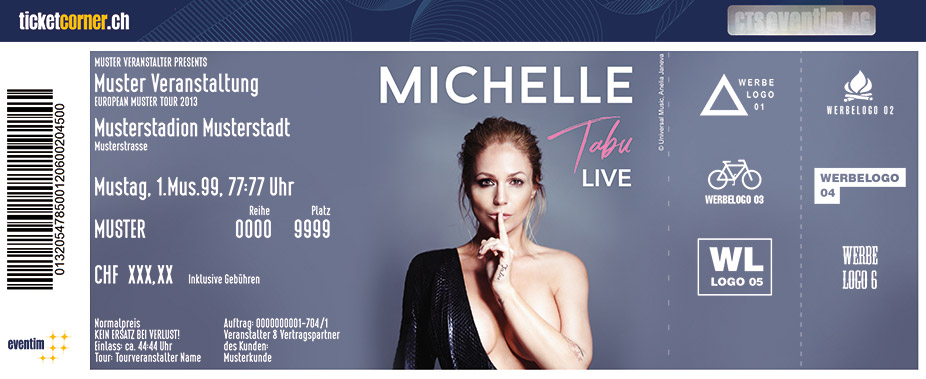 ticketcorner.ch
CTS eventim AG
MUSTER VERANSTALTER PRESENTS
Muster Veranstaltung
EUROPEAN MUSTER TOUR 2013
Musterstadion Musterstadt
Musterstrasse
Mustag, 1.Mus.99, 77:77 Uhr
Reihe Platz
MUSTER 0000 9999
CHF XXX,XX Inklusive Gebühren
Normalpreis
KEIN ERSATZ BEI VERLUST!
Einlass: ca. 44:44 Uhr
Tour: Tourveranstalter Name
Auftrag: 0000000001-704/1
Veranstalter & Vertragspartner
des Kunden:
Musterkunde
0132054785001206002045​00
eventim
MICHELLE
Tabu
LIVE
© Universal Music, Anelia Janeva
WERBE
LOGO
01
WERBELOGO 02
WERBELOGO 03
WERBELOGO
04
WL
LOGO 05
WERBE
LOGO 6